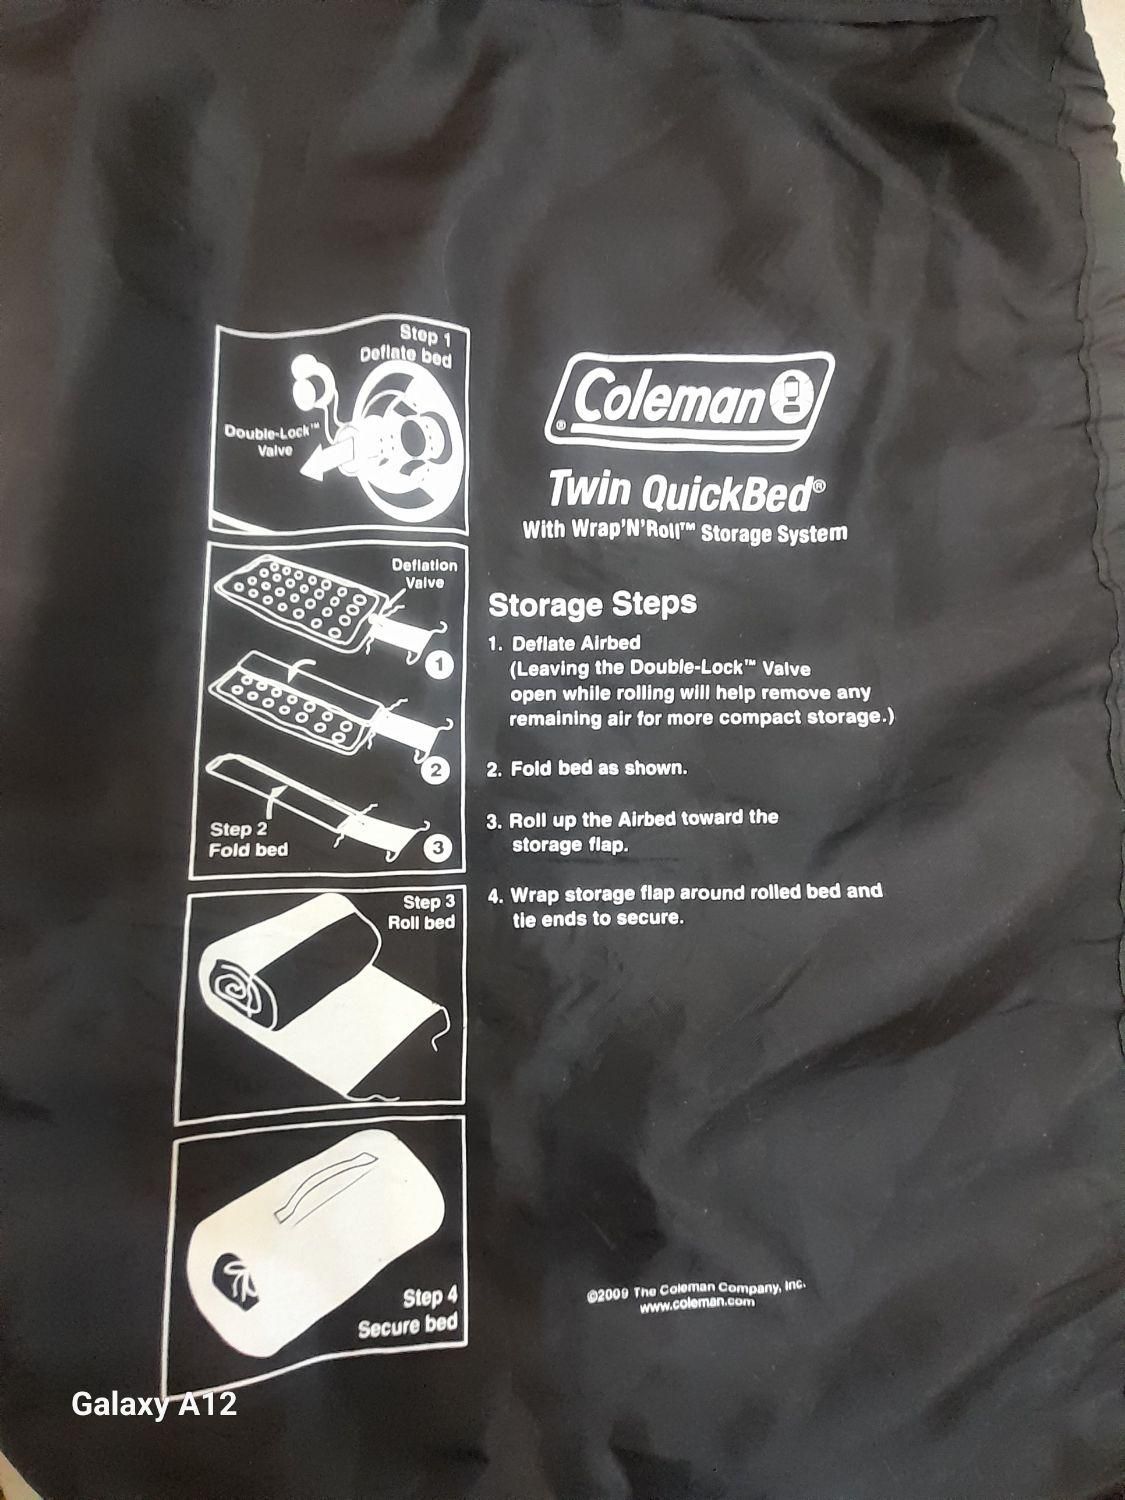 Step 1
Deflate bed
Double-Lock™
Valve
Deflation
Valve
1
2
3
Step 2
Fold bed
Step 3
Roll bed
Step 4
Secure bed
Coleman
®
Twin QuickBed®
With Wrap'N'Roll™ Storage System
Storage Steps
1. Deflate Airbed
(Leaving the Double-Lock™ Valve
open while rolling will help remove any
remaining air for more compact storage.)
2. Fold bed as shown.
3. Roll up the Airbed toward the
storage flap.
4. Wrap storage flap around rolled bed and
tie ends to secure.
©2009 The Coleman Company, Inc.
www.coleman.com
Galaxy A12